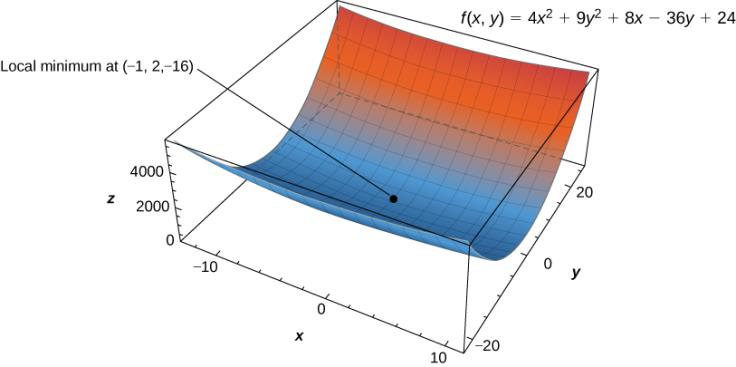 f(x, y) = 4x² + 9y² + 8x − 36y + 24
Local minimum at (−1, 2,−16)
4000
2000
0
z
−10
0
10
x
20
0
−20
y